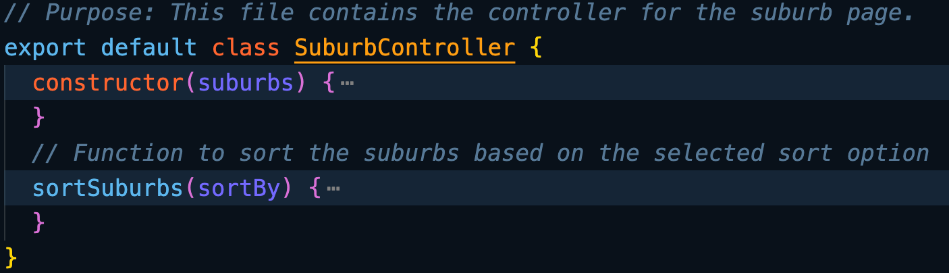 // Purpose: This file contains the controller for the suburb page.
export default class SuburbController {
constructor(suburbs) {⋯
}
// Function to sort the suburbs based on the selected sort option
sortSuburbs(sortBy) {⋯
}
}